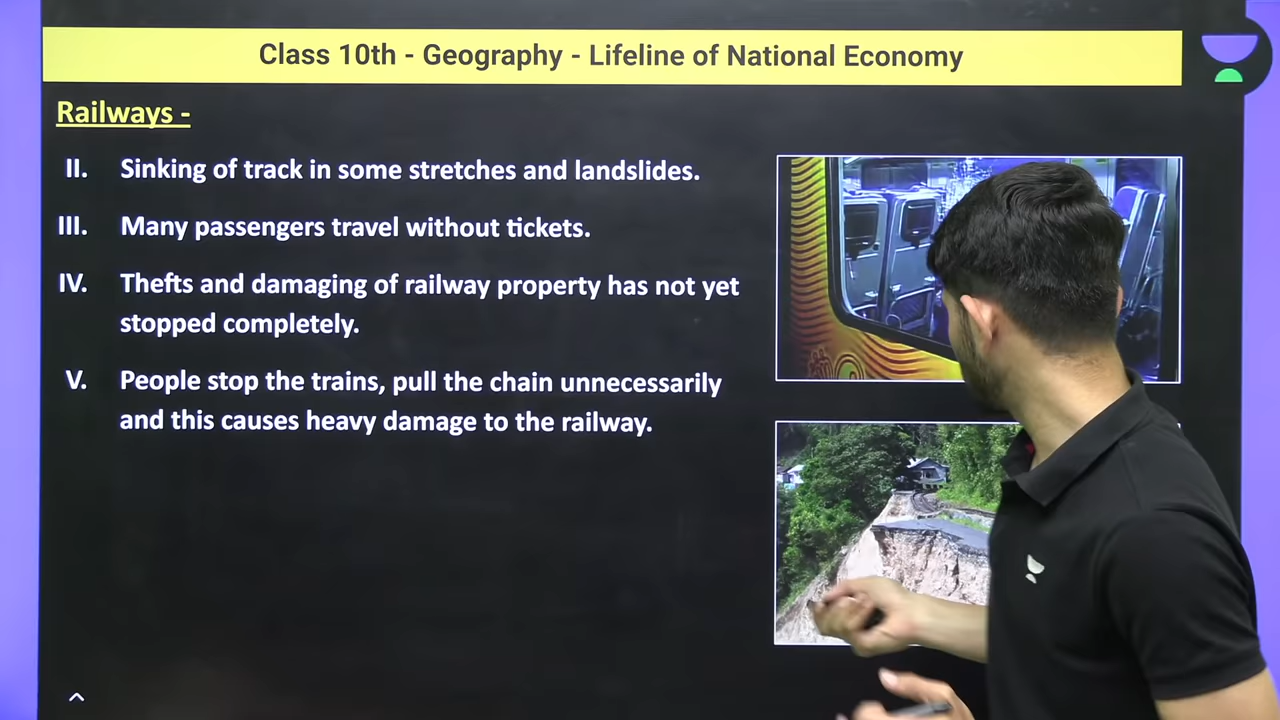 Class 10th - Geography - Lifeline of National Economy
Railways -
II. Sinking of track in some stretches and landslides.
III. Many passengers travel without tickets.
IV. Thefts and damaging of railway property has not yet
stopped completely.
V. People stop the trains, pull the chain unnecessarily
and this causes heavy damage to the railway.